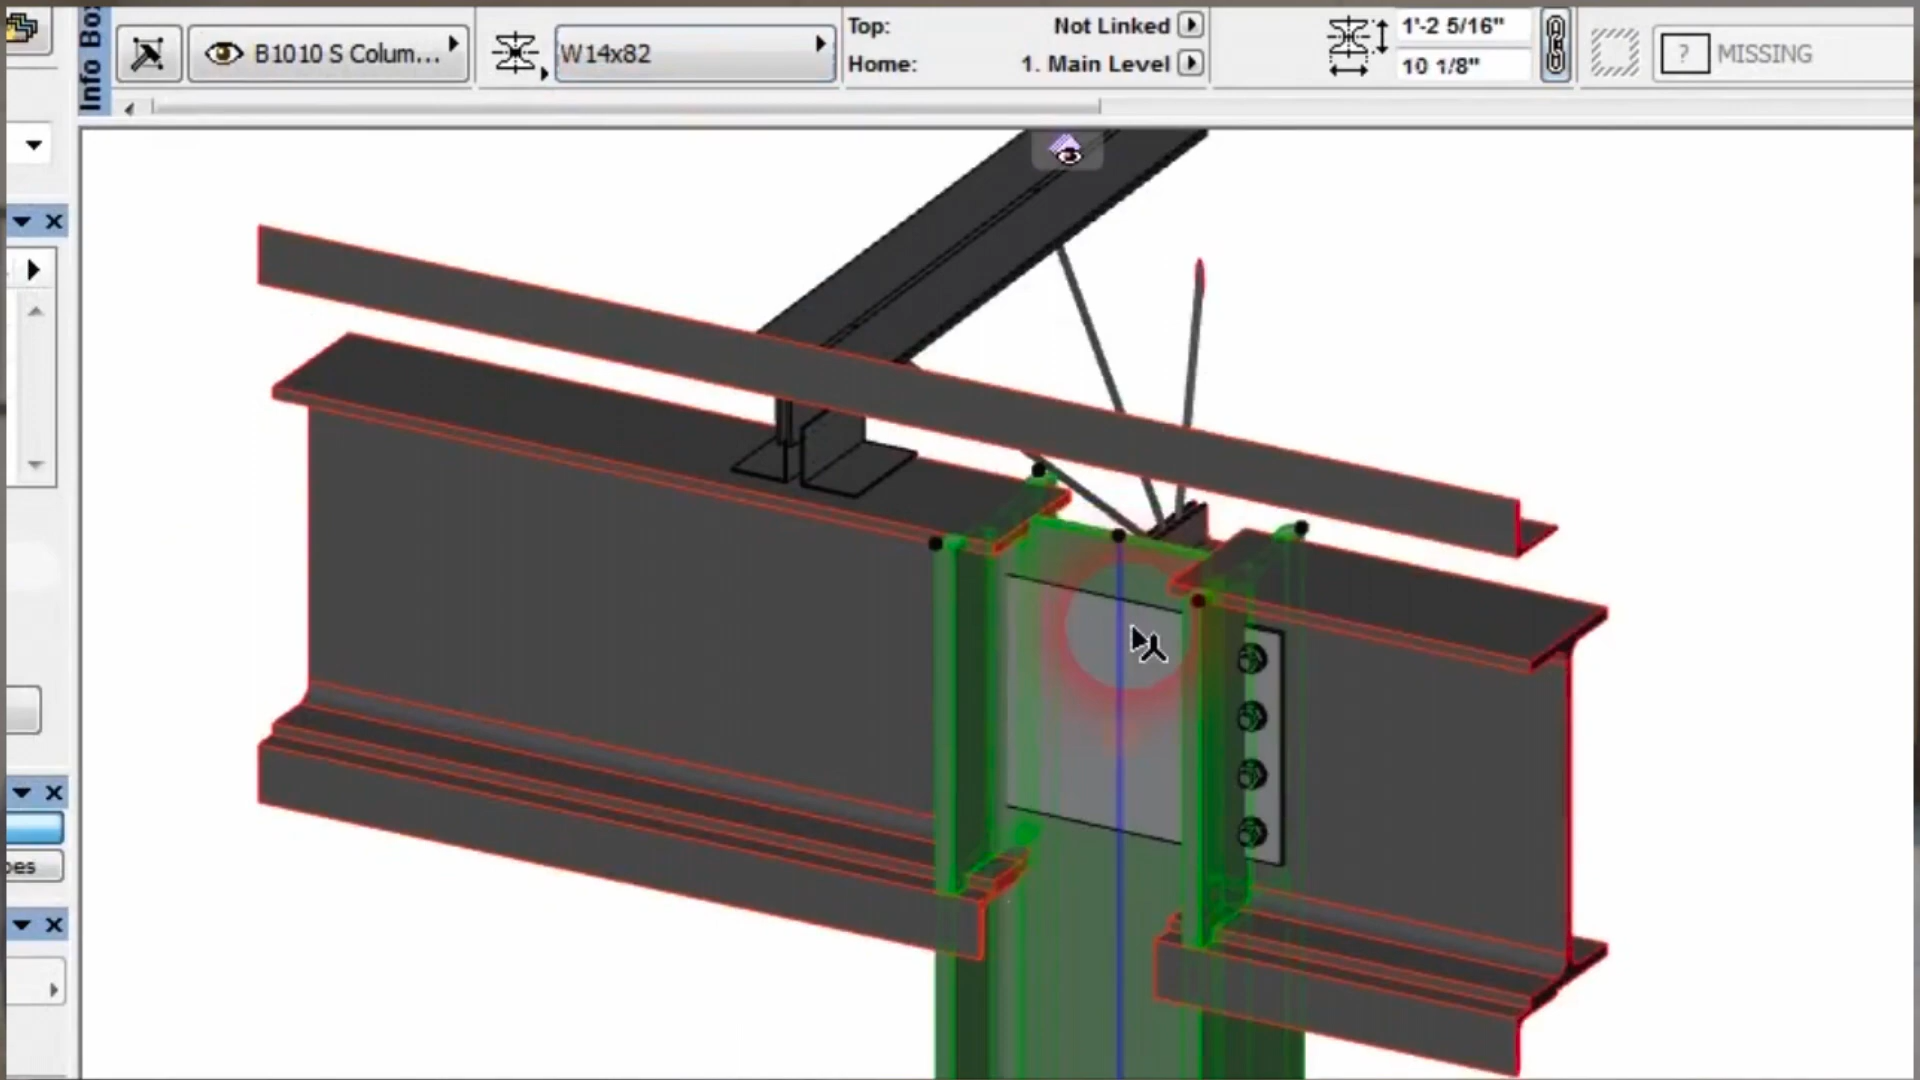 Info Box
B1010 S Colum...
W14x82
Top:
Not Linked
Home:
1. Main Level
1'-2 5/16"
10 1/8"
?
MISSING